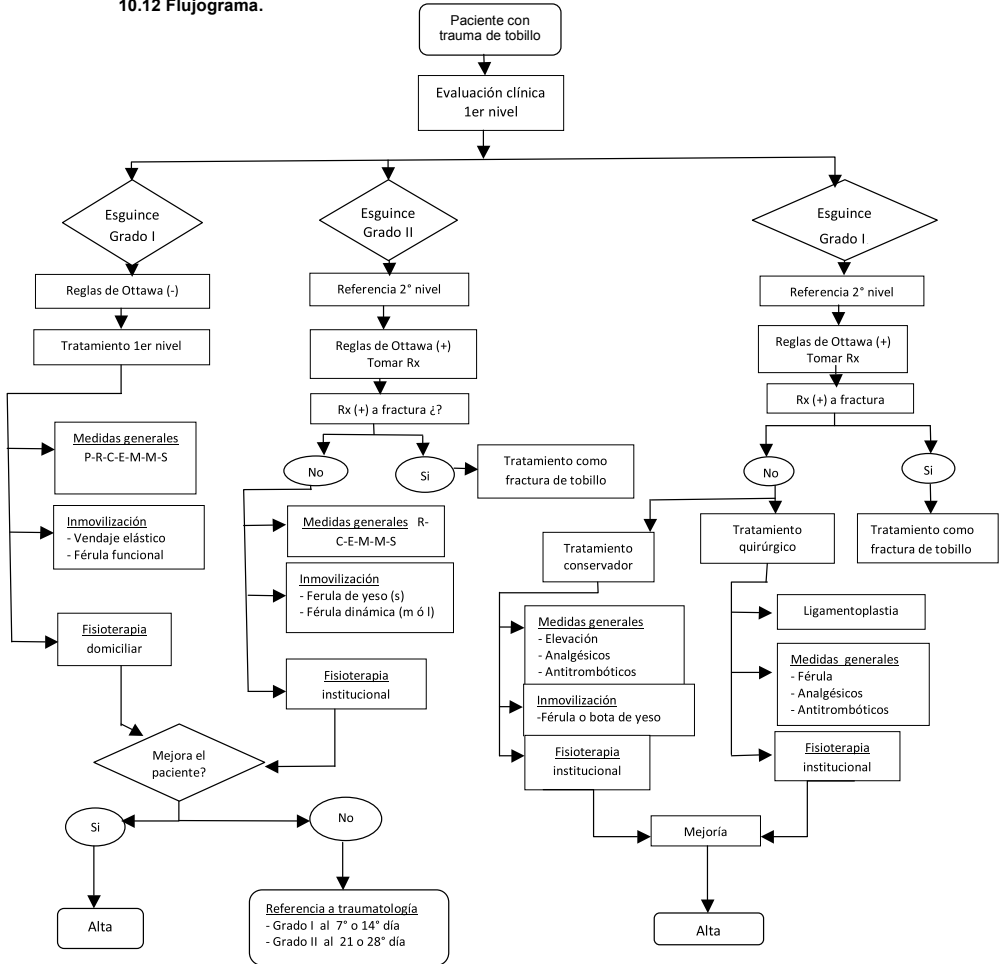 10.12 Flujograma.
Paciente con
trauma de tobillo
Evaluación clínica
1er nivel
Esguince
Grado I
Reglas de Ottawa (-)
Tratamiento 1er nivel
Medidas generales
P-R-C-E-M-M-S
Inmovilización
- Vendaje elástico
- Férula funcional
Fisioterapia
domiciliar
Esguince
Grado II
Referencia 2° nivel
Reglas de Ottawa (+)
Tomar Rx
Rx (+) a fractura ¿?
No
Si
Tratamiento como
fractura de tobillo
Medidas generales R-
C-E-M-M-S
Inmovilización
- Ferula de yeso (s)
- Férula dinámica (m ó l)
Fisioterapia
institucional
Mejora el
paciente?
Si
No
Alta
Referencia a traumatología
- Grado I al 7° o 14° día
- Grado II al 21 o 28° día
Esguince
Grado I
Referencia 2° nivel
Reglas de Ottawa (+)
Tomar Rx
Rx (+) a fractura
No
Si
Tratamiento
conservador
Tratamiento
quirúrgico
Tratamiento como
fractura de tobillo
Medidas generales
- Elevación
- Analgésicos
- Antitrombóticos
Inmovilización
-Férula o bota de yeso
Fisioterapia
institucional
Ligamentoplastia
Medidas generales
- Férula
- Analgésicos
- Antitrombóticos
Fisioterapia
institucional
Mejoría
Alta